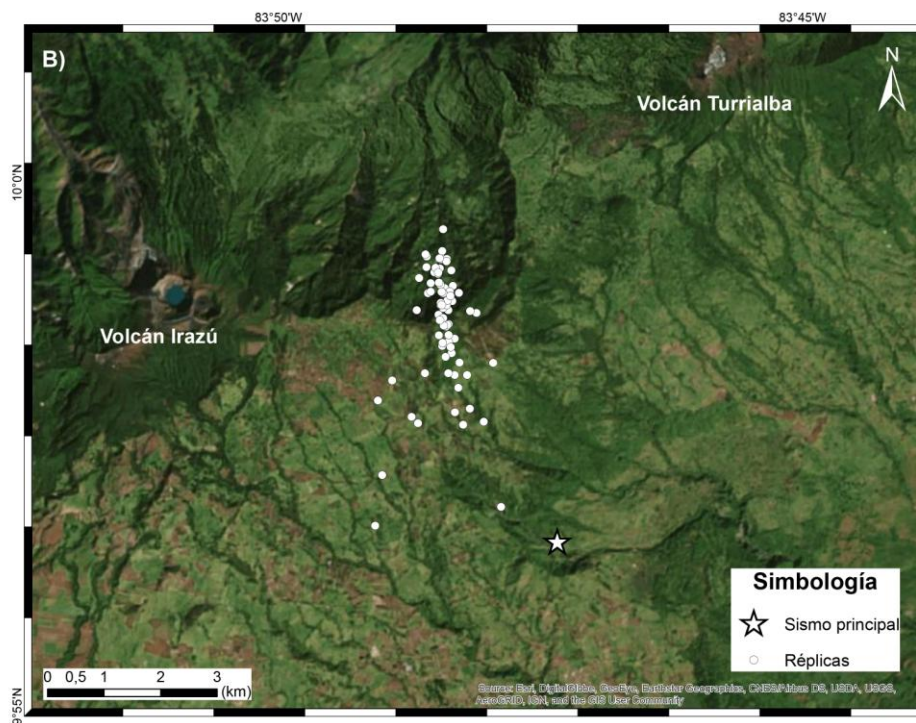 83°50'W
83°45'W
B)
N
Volcán Turrialba
10°0'N
Volcán Irazú
Simbología
Sismo principal
Réplicas
0 0,5 1 2 3
(km)
Source: Esri, DigitalGlobe, GeoEye, Earthstar Geographics, CNES/Airbus DS, USDA, USGS,
AeroGRID, IGN, and the GIS User Community
9°55'N